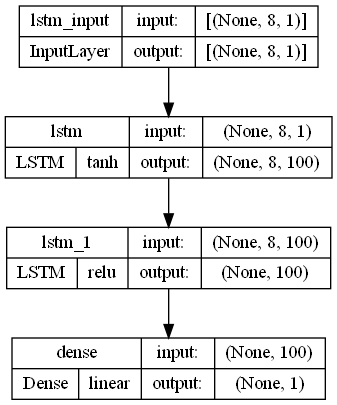 lstm_input input: [(None, 8, 1)]
InputLayer output: [(None, 8, 1)]
lstm input: (None, 8, 1)
LSTM tanh output: (None, 8, 100)
lstm_1 input: (None, 8, 100)
LSTM relu output: (None, 100)
dense input: (None, 100)
Dense linear output: (None, 1)